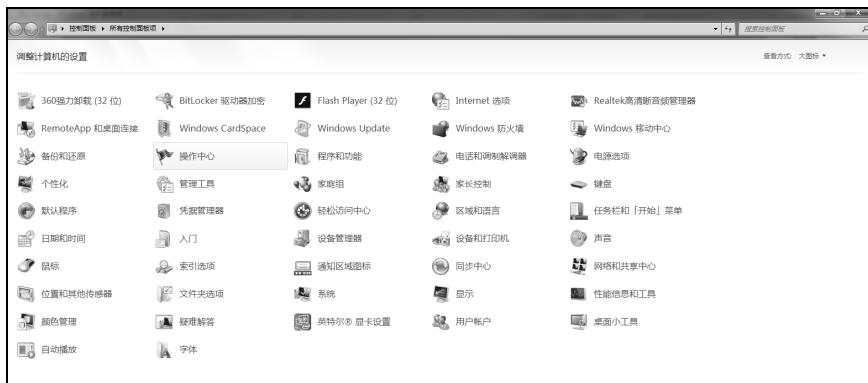 控制面板 ▸ 所有控制面板项 ▸ 搜索控制面板
调整计算机的设置 查看方式: 大图标
360强力卸载 (32 位) BitLocker 驱动器加密 Flash Player (32 位) Internet 选项 Realtek高清晰音频管理器
RemoteApp 和桌面连接 Windows CardSpace Windows Update Windows 防火墙 Windows 移动中心
备份和还原 操作中心 程序和功能 电话和调制解调器 电源选项
个性化 管理工具 家庭组 家长控制 键盘
默认程序 凭据管理器 轻松访问中心 区域和语言 任务栏和「开始」菜单
日期和时间 入门 设备管理器 设备和打印机 声音
鼠标 索引选项 通知区域图标 同步中心 网络和共享中心
位置和其他传感器 文件夹选项 系统 显示 性能信息和工具
颜色管理 疑难解答 英特尔® 显卡设置 用户帐户 桌面小工具
自动播放 字体